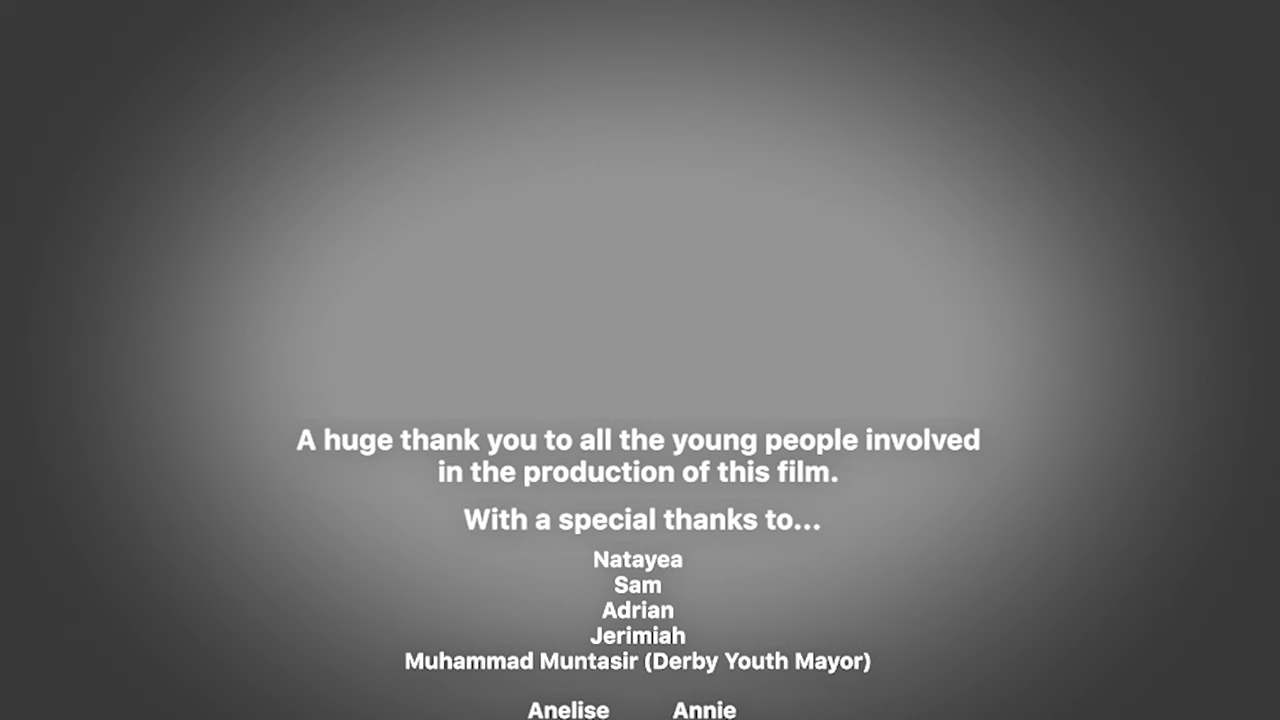 A huge thank you to all the young people involved
in the production of this film.
With a special thanks to...
Natayea
Sam
Adrian
Jerimiah
Muhammad Muntasir (Derby Youth Mayor)
Anelise Annie